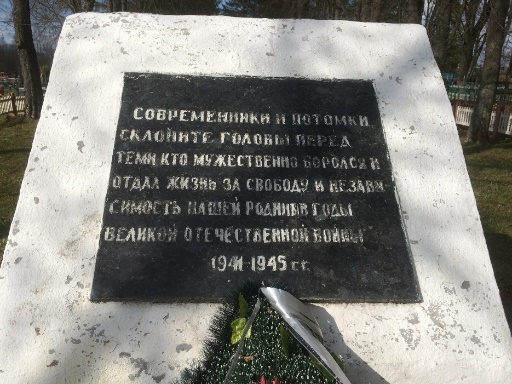 СОВРЕМЕННИКИ И ПОТОМКИ
СКЛОНИТЕ ГОЛОВЫ ПЕРЕД
ТЕМИ КТО МУЖЕСТВЕННО БОРОЛСЯ И
ОТДАЛ ЖИЗНЬ ЗА СВОБОДУ И НЕЗАВИ-
СИМОСТЬ НАШЕЙ РОДИНЫ В ГОДЫ
ВЕЛИКОЙ ОТЕЧЕСТВЕННОЙ ВОЙНЫ
1941-1945 гг.